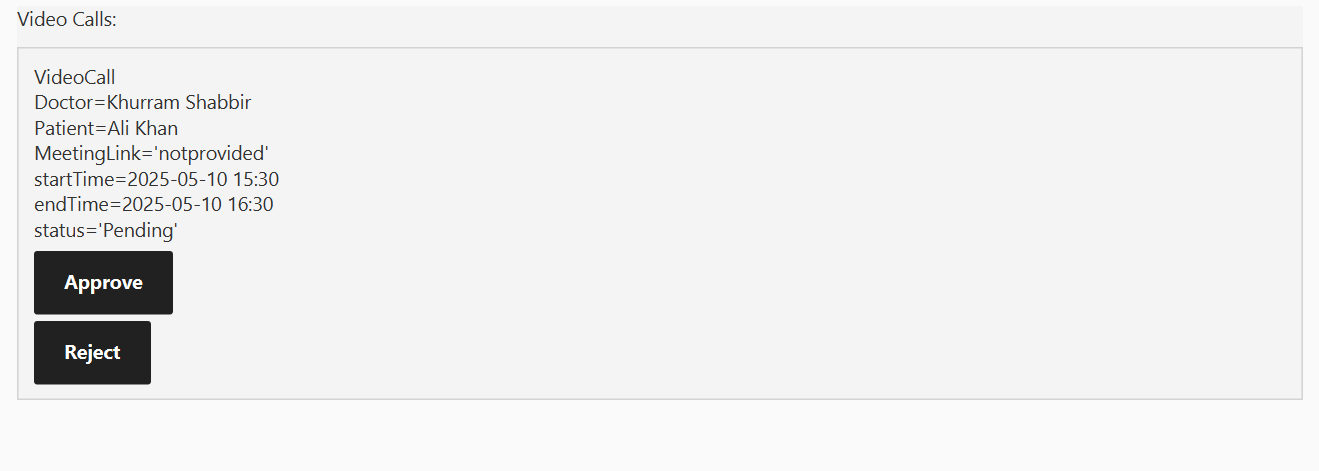 Video Calls:
VideoCall
Doctor=Khurram Shabbir
Patient=Ali Khan
MeetingLink='notprovided'
startTime=2025-05-10 15:30
endTime=2025-05-10 16:30
status='Pending'
Approve
Reject